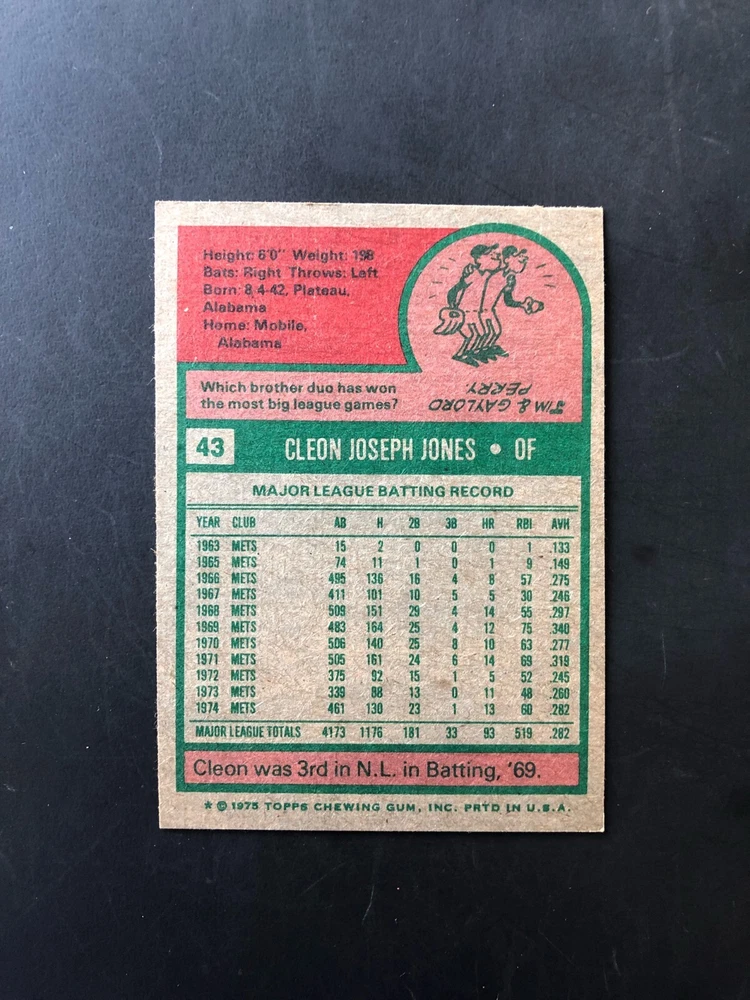 Height: 6'0" Weight: 198
Bats: Right Throws: Left
Born: 8-4-42, Plateau,
Alabama
Home: Mobile,
Alabama
Which brother duo has won
the most big league games?
JIM & GAYLORD
PERRY
43 CLEON JOSEPH JONES • OF
MAJOR LEAGUE BATTING RECORD
YEAR CLUB AB H 2B 3B HR RBI AVH
1963 METS 15 2 0 0 0 1 .133
1965 METS 74 11 1 0 1 9 .149
1966 METS 495 136 16 4 8 57 .275
1967 METS 411 101 10 5 5 30 .246
1968 METS 509 151 29 4 14 55 .297
1969 METS 483 164 25 4 12 75 .340
1970 METS 506 140 25 8 10 63 .277
1971 METS 505 161 24 6 14 69 .319
1972 METS 375 92 15 1 5 52 .245
1973 METS 339 88 13 0 11 48 .260
1974 METS 461 130 23 1 13 60 .282
MAJOR LEAGUE TOTALS 4173 1176 181 33 93 519 .282
Cleon was 3rd in N.L. in Batting, '69.
* © 1975 TOPPS CHEWING GUM, INC. PRTD IN U.S.A.